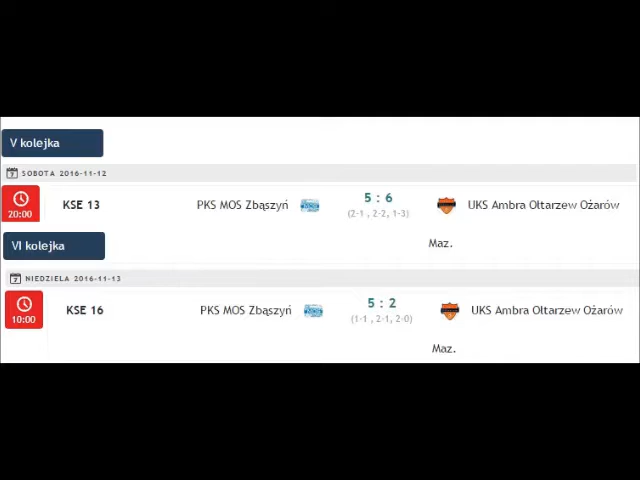 V kolejka
7 SOBOTA 2016-11-12
20:00 KSE 13 PKS MOS Zbąszyń 5 : 6 UKS Ambra Ołtarzew Ożarów
(2-1 , 2-2, 1-3)
Maz.
VI kolejka
7 NIEDZIELA 2016-11-13
10:00 KSE 16 PKS MOS Zbąszyń 5 : 2 UKS Ambra Ołtarzew Ożarów
(1-1 , 2-1, 2-0)
Maz.